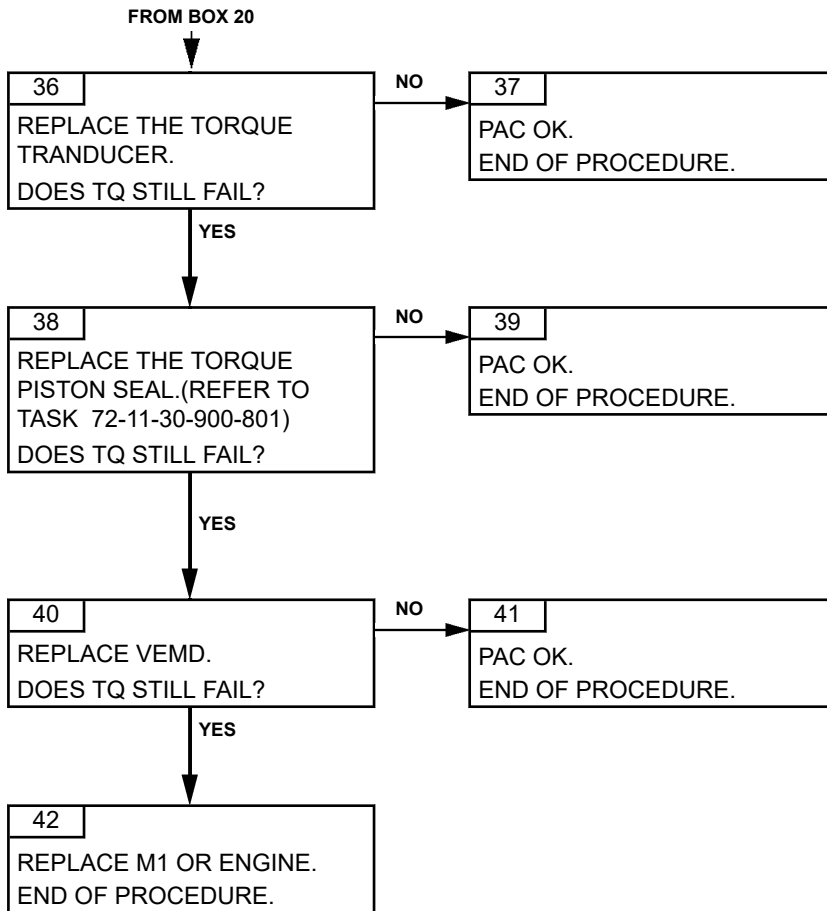 FROM BOX 20
36
REPLACE THE TORQUE
TRANDUCER.
DOES TQ STILL FAIL?
NO
37
PAC OK.
END OF PROCEDURE.
YES
38
REPLACE THE TORQUE
PISTON SEAL.(REFER TO
TASK 72-11-30-900-801)
DOES TQ STILL FAIL?
NO
39
PAC OK.
END OF PROCEDURE.
YES
40
REPLACE VEMD.
DOES TQ STILL FAIL?
NO
41
PAC OK.
END OF PROCEDURE.
YES
42
REPLACE M1 OR ENGINE.
END OF PROCEDURE.